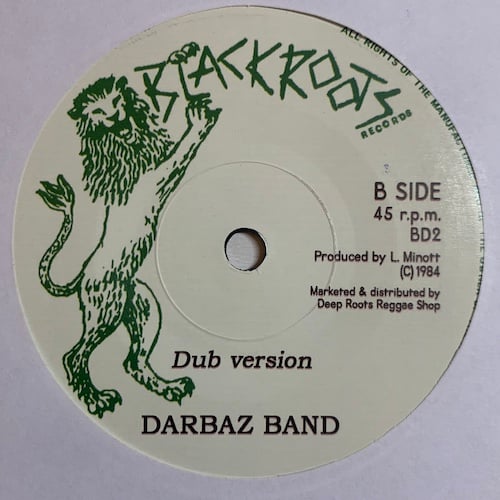 BLACKROOTS
RECORDS
ALL RIGHTS OF THE MANUFACT
B SIDE
45 r.p.m.
BD2
Produced by L. Minott
(C) 1984
Marketed & distributed by
Deep Roots Reggae Shop
Dub version
DARBAZ BAND